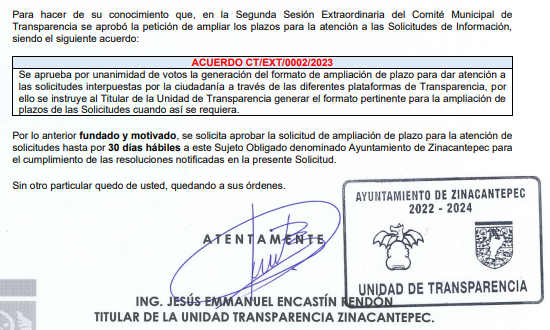 Para hacer de su conocimiento que, en la Segunda Sesión Extraordinaria del Comité Municipal de
Transparencia se aprobó la petición de ampliar los plazos para la atención a las Solicitudes de Información,
siendo el siguiente acuerdo:
ACUERDO CT/EXT/0002/2023
Se aprueba por unanimidad de votos la generación del formato de ampliación de plazo para dar atención a
las solicitudes interpuestas por la ciudadanía a través de las diferentes plataformas de Transparencia, por
ello se instruye al Titular de la Unidad de Transparencia generar el formato pertinente para la ampliación de
plazos de las Solicitudes cuando así se requiera.
Por lo anterior fundado y motivado, se solicita aprobar la solicitud de ampliación de plazo para la atención de
solicitudes hasta por 30 días hábiles a este Sujeto Obligado denominado Ayuntamiento de Zinacantepec para
el cumplimiento de las resoluciones notificadas en la presente Solicitud.
Sin otro particular quedo de usted, quedando a sus órdenes.
AYUNTAMIENTO DE ZINACANTEPEC
2022 - 2024
UNIDAD DE TRANSPARENCIA
ATENTAMENTE
ING. JESÚS EMMANUEL ENCASTÍN RENDÓN
TITULAR DE LA UNIDAD TRANSPARENCIA ZINACANTEPEC.